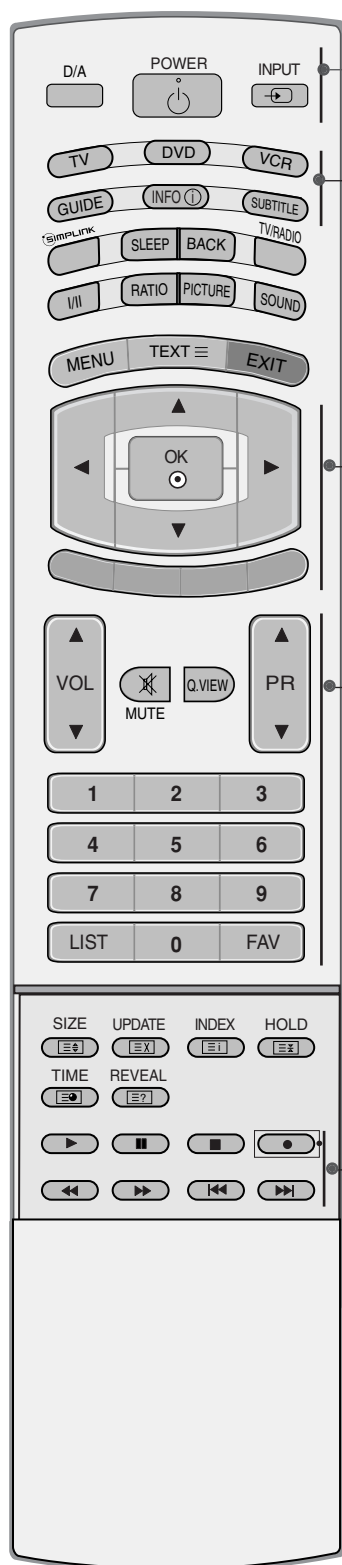 D/A POWER INPUT
TV DVD VCR
GUIDE INFO ⓘ SUBTITLE
SIMPLINK SLEEP BACK TV/RADIO
I/II RATIO PICTURE SOUND
MENU TEXT EXIT
OK
VOL MUTE Q.VIEW PR
1 2 3
4 5 6
7 8 9
LIST 0 FAV
SIZE UPDATE INDEX HOLD
TIME REVEAL